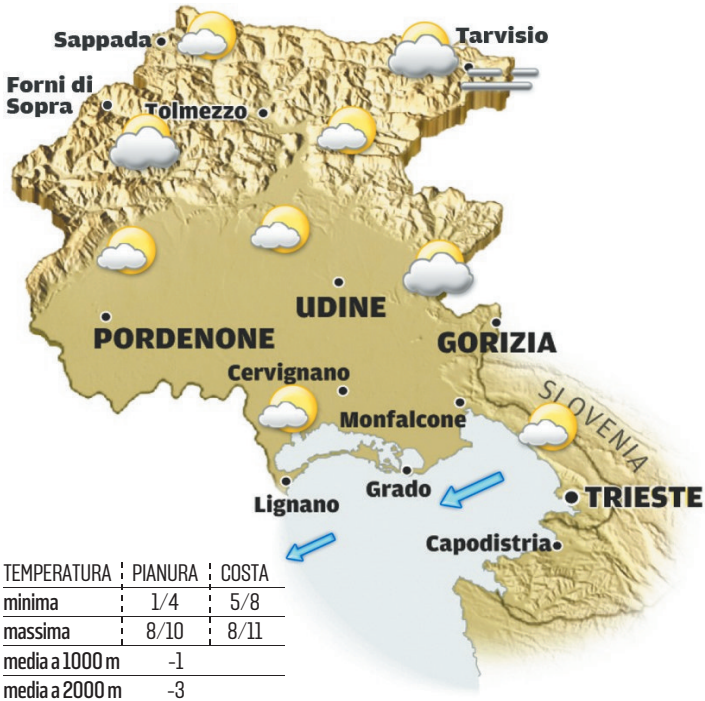 Sappada
Tarvisio
Forni di
Sopra
Tolmezzo
UDINE
PORDENONE
GORIZIA
Cervignano
SLOVENIA
Monfalcone
Grado
Lignano
TRIESTE
Capodistria
TEMPERATURA PIANURA COSTA
minima 1/4 5/8
massima 8/10 8/11
media a 1000 m -1
media a 2000 m -3